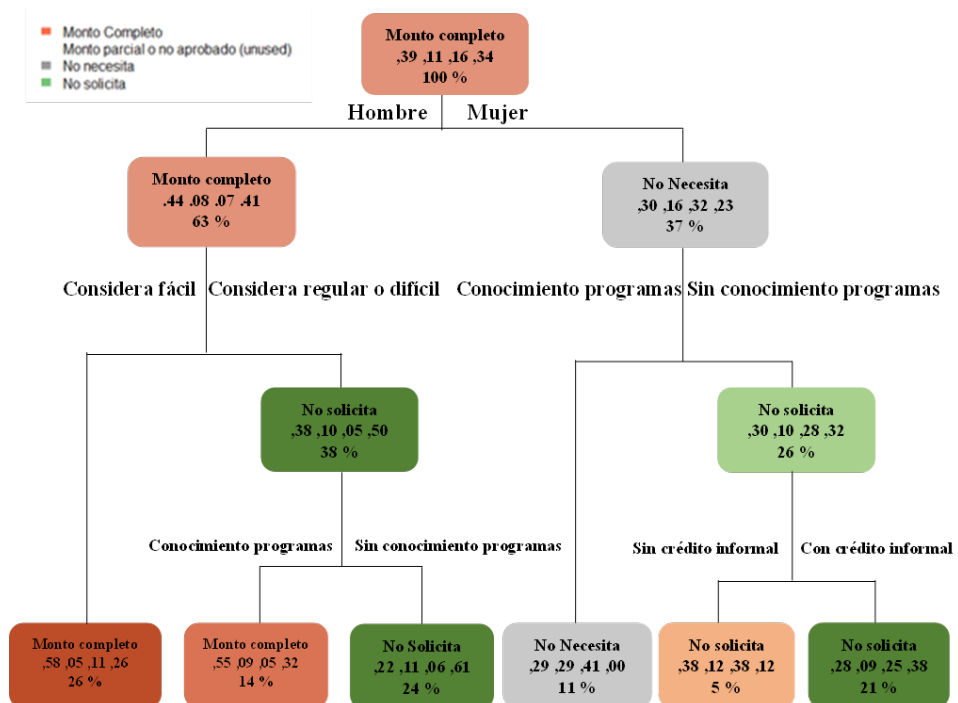 Monto Completo
Monto parcial o no aprobado (unused)
No necesita
No solicita
Monto completo
,39 ,11 ,16 ,34
100 %
Hombre Mujer
Monto completo
.44 .08 .07 .41
63 %
No Necesita
,30 ,16 ,32 ,23
37 %
Considera fácil Considera regular o difícil
Conocimiento programas Sin conocimiento programas
No solicita
,38 ,10 ,05 ,50
38 %
No solicita
,30 ,10 ,28 ,32
26 %
Conocimiento programas Sin conocimiento programas
Sin crédito informal Con crédito informal
Monto completo
,58 ,05 ,11 ,26
26 %
Monto completo
,55 ,09 ,05 ,32
14 %
No Solicita
,22 ,11 ,06 ,61
24 %
No Necesita
,29 ,29 ,41 ,00
11 %
No solicita
,38 ,12 ,38 ,12
5 %
No solicita
,28 ,09 ,25 ,38
21 %